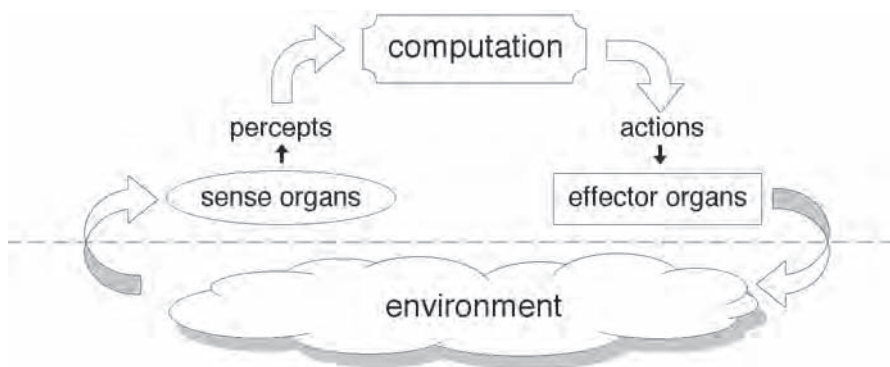 computation
percepts
actions
sense organs
effector organs
environment